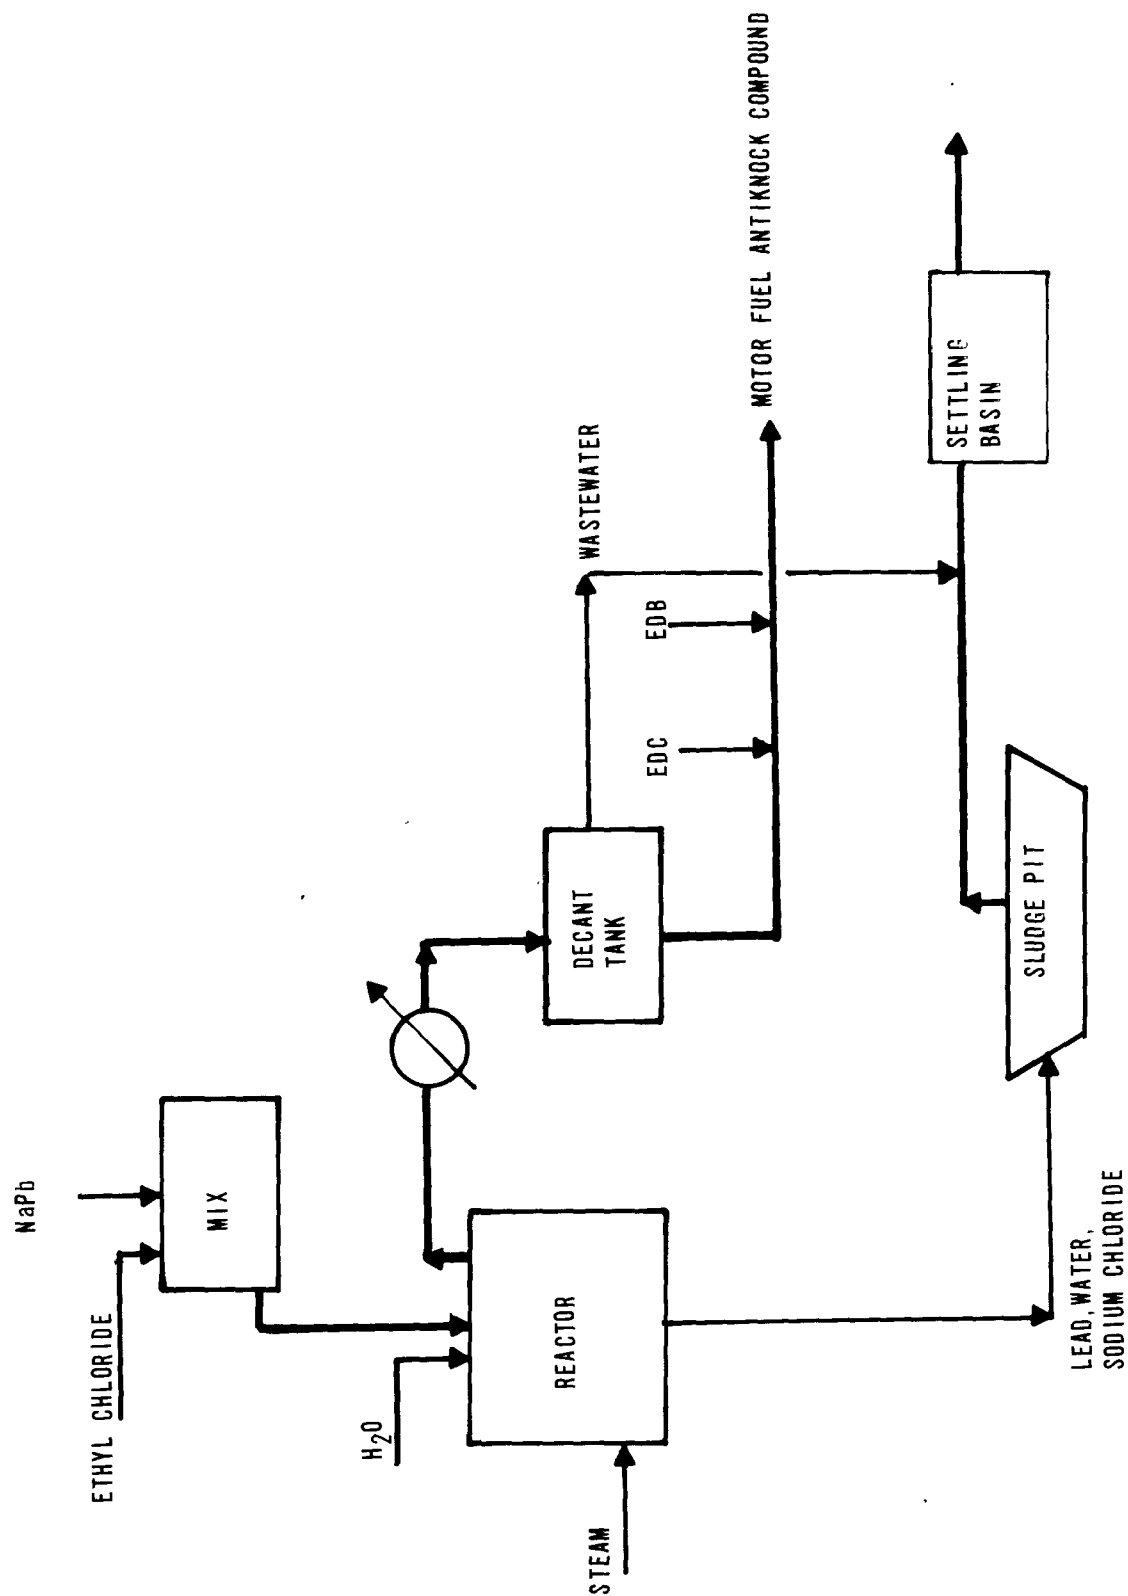 NaPb
ETHYL CHLORIDE
MIX
H2O
STEAM
REACTOR
DECANT
TANK
WASTEWATER
EDC
EDB
MOTOR FUEL ANTIKNOCK COMPOUND
LEAD, WATER,
SODIUM CHLORIDE
SLUDGE PIT
SETTLING
BASIN